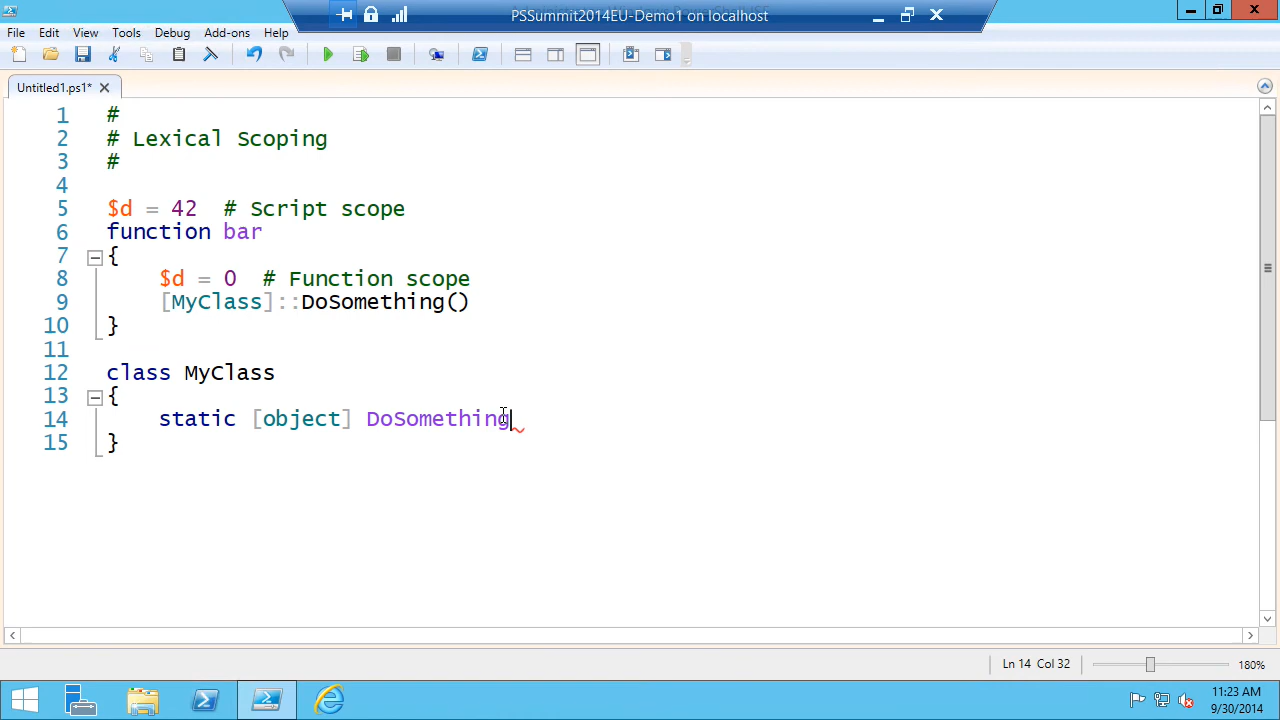 PSSummit2014EU-Demo1 on localhost
File Edit View Tools Debug Add-ons Help
Untitled1.ps1*
1 #
2 # Lexical Scoping
3 #
4
5 $d = 42 # Script scope
6 function bar
7 {
8 $d = 0 # Function scope
9 [MyClass]::DoSomething()
10 }
11
12 class MyClass
13 {
14 static [object] DoSomething
15 }
Ln 14 Col 32 180%
11:23 AM
9/30/2014